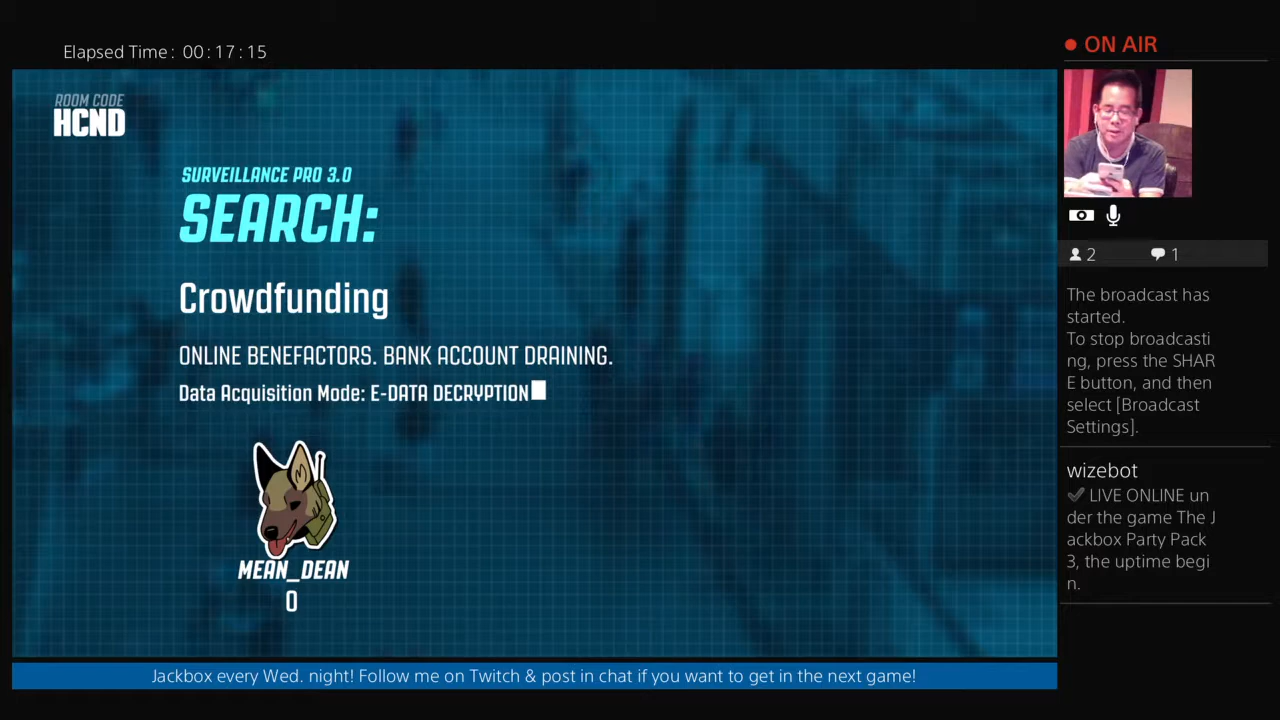 Elapsed Time: 00:17:15
ON AIR
ROOM CODE
HCND
SURVEILLANCE PRO 3.0
SEARCH:
Crowdfunding
ONLINE BENEFACTORS. BANK ACCOUNT DRAINING.
Data Acquisition Mode: E-DATA DECRYPTION
MEAN_DEAN
0
2
1
The broadcast has
started.
To stop broadcasti
ng, press the SHAR
E button, and then
select [Broadcast
Settings].
wizebot
✓ LIVE ONLINE un
der the game The J
ackbox Party Pack
3, the uptime begi
n.
Jackbox every Wed. night! Follow me on Twitch & post in chat if you want to get in the next game!